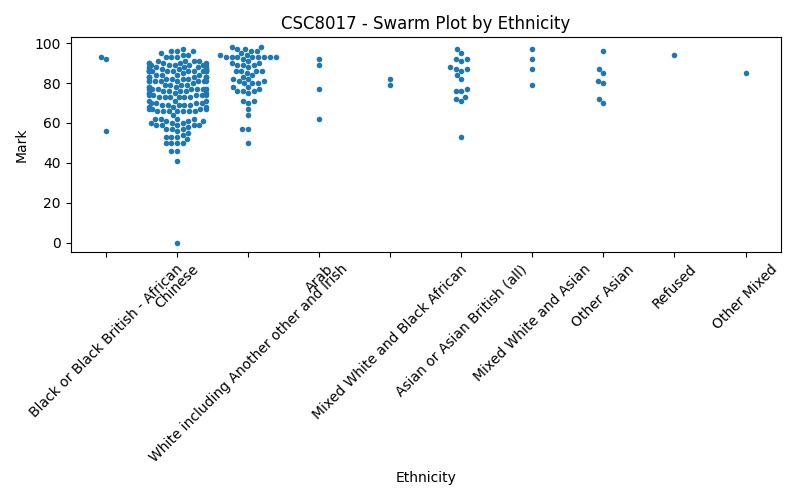 CSC8017 - Swarm Plot by Ethnicity
Mark
100
80
60
40
20
0
Black or Black British - African
Chinese
White including Another other and Irish
Arab
Mixed White and Black African
Asian or Asian British (all)
Mixed White and Asian
Other Asian
Refused
Other Mixed
Ethnicity